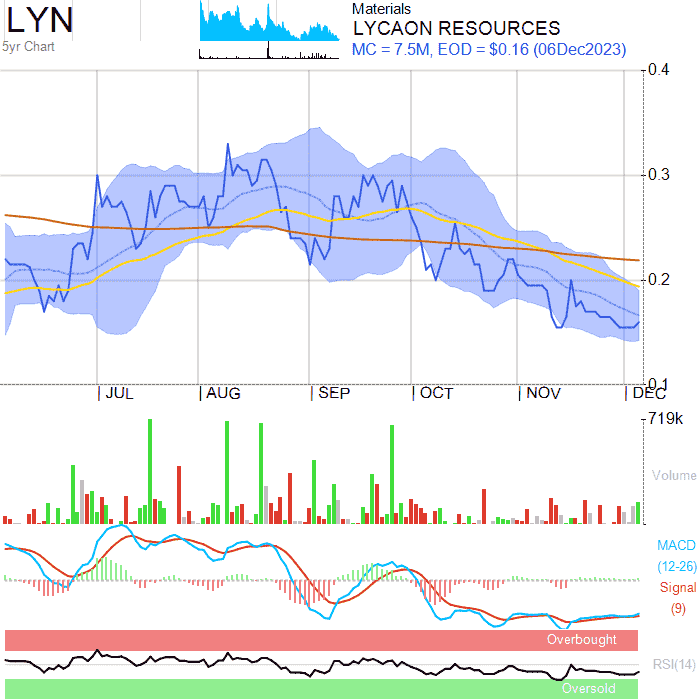 LYN
5yr Chart
Materials
LYCAON RESOURCES
MC = 7.5M, EOD = $0.16 (06Dec2023)
0.4
0.3
0.2
0.1
JUL
AUG
SEP
OCT
NOV
DEC
719k
Volume
MACD
(12-26)
Signal
(9)
Overbought
RSI(14)
Oversold